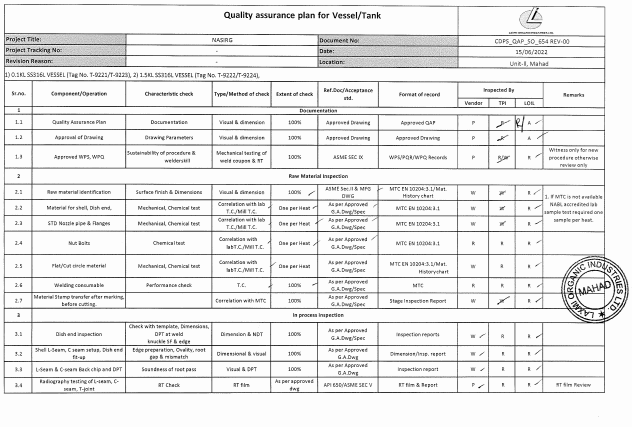 Quality assurance plan for Vessel/Tank
Project Title: NASIRG Document No: CDPS_QAP_SO_654 REV-00
Project Tracking No: - Date: 15/06/2022
Revision Reason: - Location: Unit-II, Mahad
1) 0.1KL SS316L VESSEL (Tag No. T-9221/T-9223), 2) 1.5KL SS316L VESSEL (Tag No. T-9222/T-9224),
Sr.no. Component/Operation Characteristic check Type/Method of check Extent of check Ref.Doc/Acceptance std. Format of record Inspected By Remarks
Vendor TPI LOIL
1 Documentation
1.1 Quality Assurance Plan Documentation Visual & dimension 100% Approved Drawing Approved QAP P R A
1.2 Approval of Drawing Drawing Parameters Visual & dimension 100% Approved Drawing Approved Drawing P A
1.3 Approved WPS, WPQ Sustainability of procedure & welderskill Mechanical testing of weld coupon & RT 100% ASME SEC IX WPS/PQR/WPQ Records P R/W R Witness only for new procedure otherwise review only
2 Raw Material Inspection
2.1 Raw material identification Surface finish & Dimensions Visual & dimension 100% ASME Sec.II & MPG DWG MTC EN 10204:3.1/Mat. History chart W W R
2.2 Material for shell, Dish end, Mechanical, Chemical test Correlation with lab T.C./Mill T.C. One per Heat As per Approved G.A.Dwg/Spec MTC EN 10204:3.1 W W R
2.3 STD Nozzle pipe & Flanges Mechanical, Chemical test Correlation with lab T.C./Mill T.C. One per Heat As per Approved G.A.Dwg/Spec MTC EN 10204:3.1 W W R
2.4 Nut Bolts Chemical test Correlation with labT.C./Mill T.C. One per Heat As per Approved G.A.Dwg/Spec MTC EN 10204:3.1 R R R
2.5 Flat/Cut circle material Mechanical, Chemical test Correlation with labT.C./Mill T.C. One per Heat As per Approved G.A.Dwg/Spec MTC EN 10204:3.1/Mat. History.chart W R R
2.6 Welding consumable Performance check T.C. 100% As per Approved G.A.Dwg/Spec MTC R R R
2.7 Material Stamp transfer after marking, before cutting. Correlation with MTC 100% As per Approved G.A.Dwg/Spec Stage Inspection Report W W R
1. If MTC is not available NABL accredited lab sample test required one sample per heat.
3 In process Inspection
3.1 Dish end inspection Check with template, Dimensions, DPT at weld knuckle SF & edge Dimension & NDT 100% As per Approved G.A.Dwg/Spec Inspection reports W R R
3.2 Shell L-Seam, C seam setup, Dish end fit-up Edge preparation, Ovality, root gap & mismatch Dimensional & visual 100% As per Approved G.A.Dwg/Spec Dimension/Insp. report W R R
3.3 L-Seam & C-seam Back chip and DPT Soundness of root pass Visual & DPT 100% As per Approved G.A.Dwg Inspection report W R R
3.4 Radiography testing of L-seam, C-seam, T-joint RT Check RT film As per approved dwg API 650/ASME SEC V RT film & Report P R R RT film Review
LAXMI ORGANIC INDUSTRIES
MAHAD